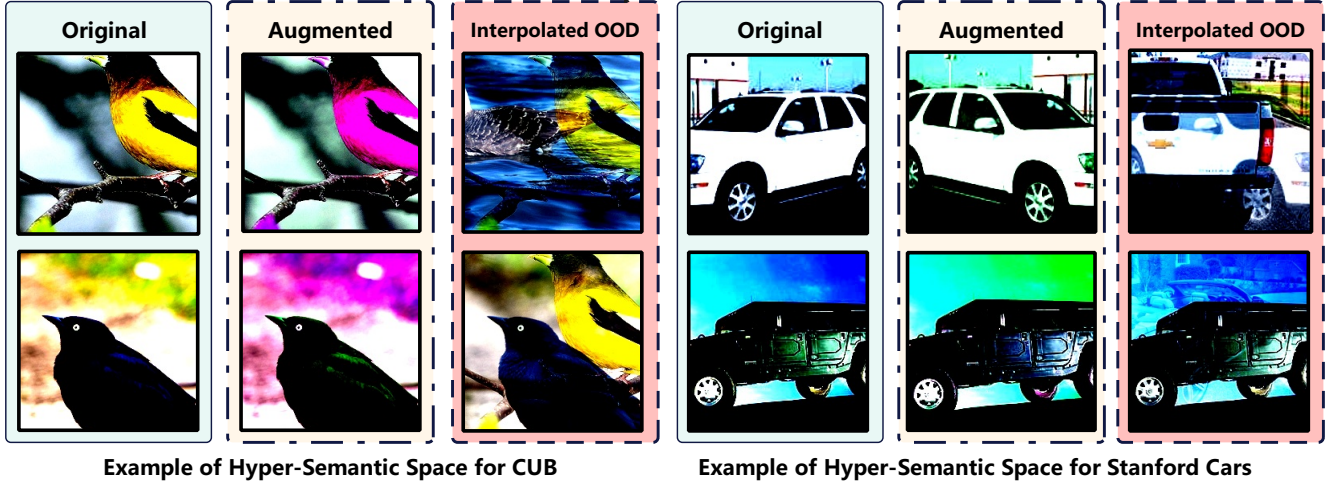 Original
Augmented
Interpolated OOD
Original
Augmented
Interpolated OOD
Example of Hyper-Semantic Space for CUB
Example of Hyper-Semantic Space for Stanford Cars